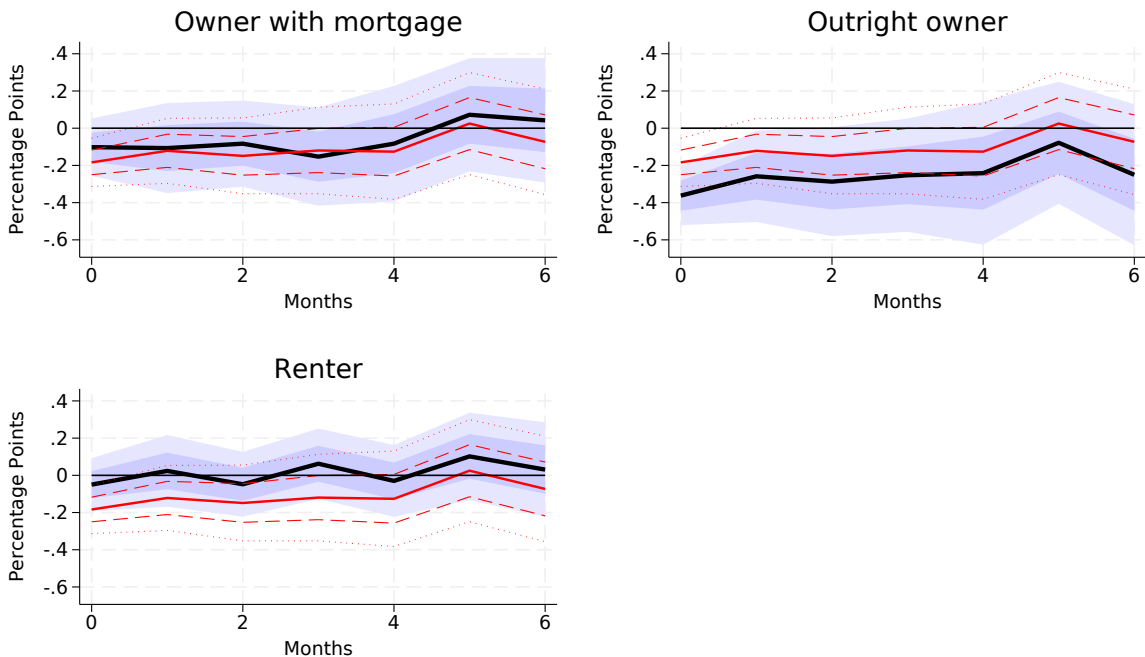 Owner with mortgage
Percentage Points
.4
.2
0
-.2
-.4
-.6
0 2 4 6
Months
Outright owner
Percentage Points
.4
.2
0
-.2
-.4
-.6
0 2 4 6
Months
Renter
Percentage Points
.4
.2
0
-.2
-.4
-.6
0 2 4 6
Months